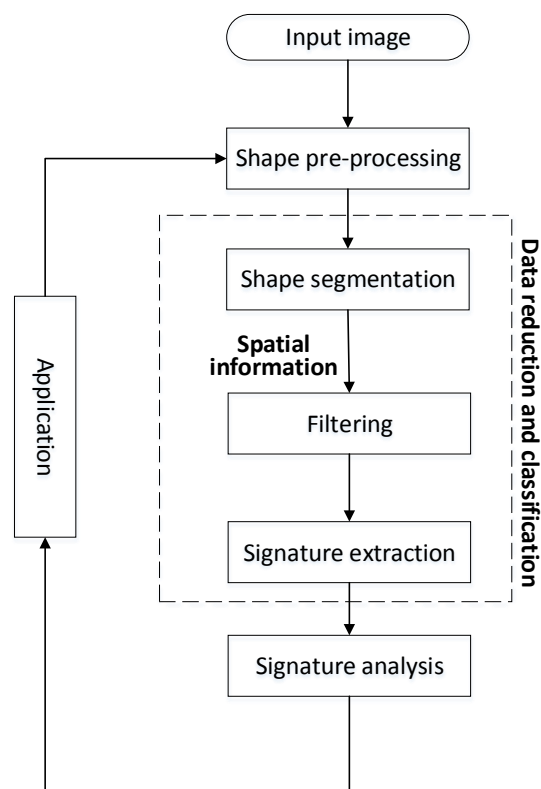 Input image
Shape pre-processing
Shape segmentation
Spatial
information
Filtering
Signature extraction
Signature analysis
Application
Data reduction and classification